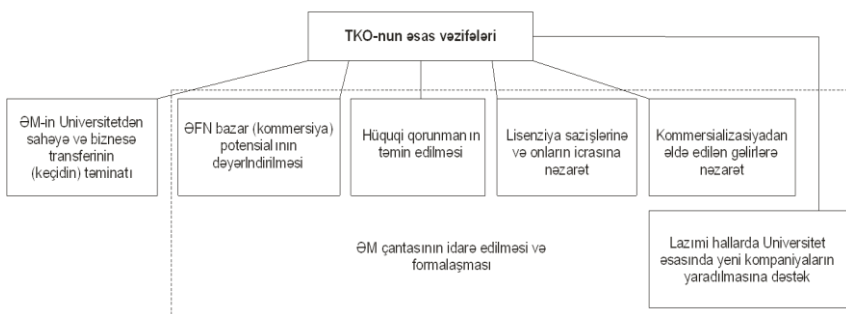 TKO-nun əsas vəzifələri
ƏM-in Universitetdən
sahəyə və biznesə
transferinin
(keçidin) təminatı
ƏFN bazar (kommersiya)
potensialının
dəyərlndirilməsi
Hüquqi qorunmanın
təmin edilməsi
Lisenziya sazişlərinə
və onların icrasına
nəzarət
Kommersializasiyadan
əldə edilən gəlirlərə
nəzarət
ƏM çantasının idarə edilməsi və
formalaşması
Lazımi hallarda Universitet
əsasında yeni kompaniyaların
yaradılmasına dəstək